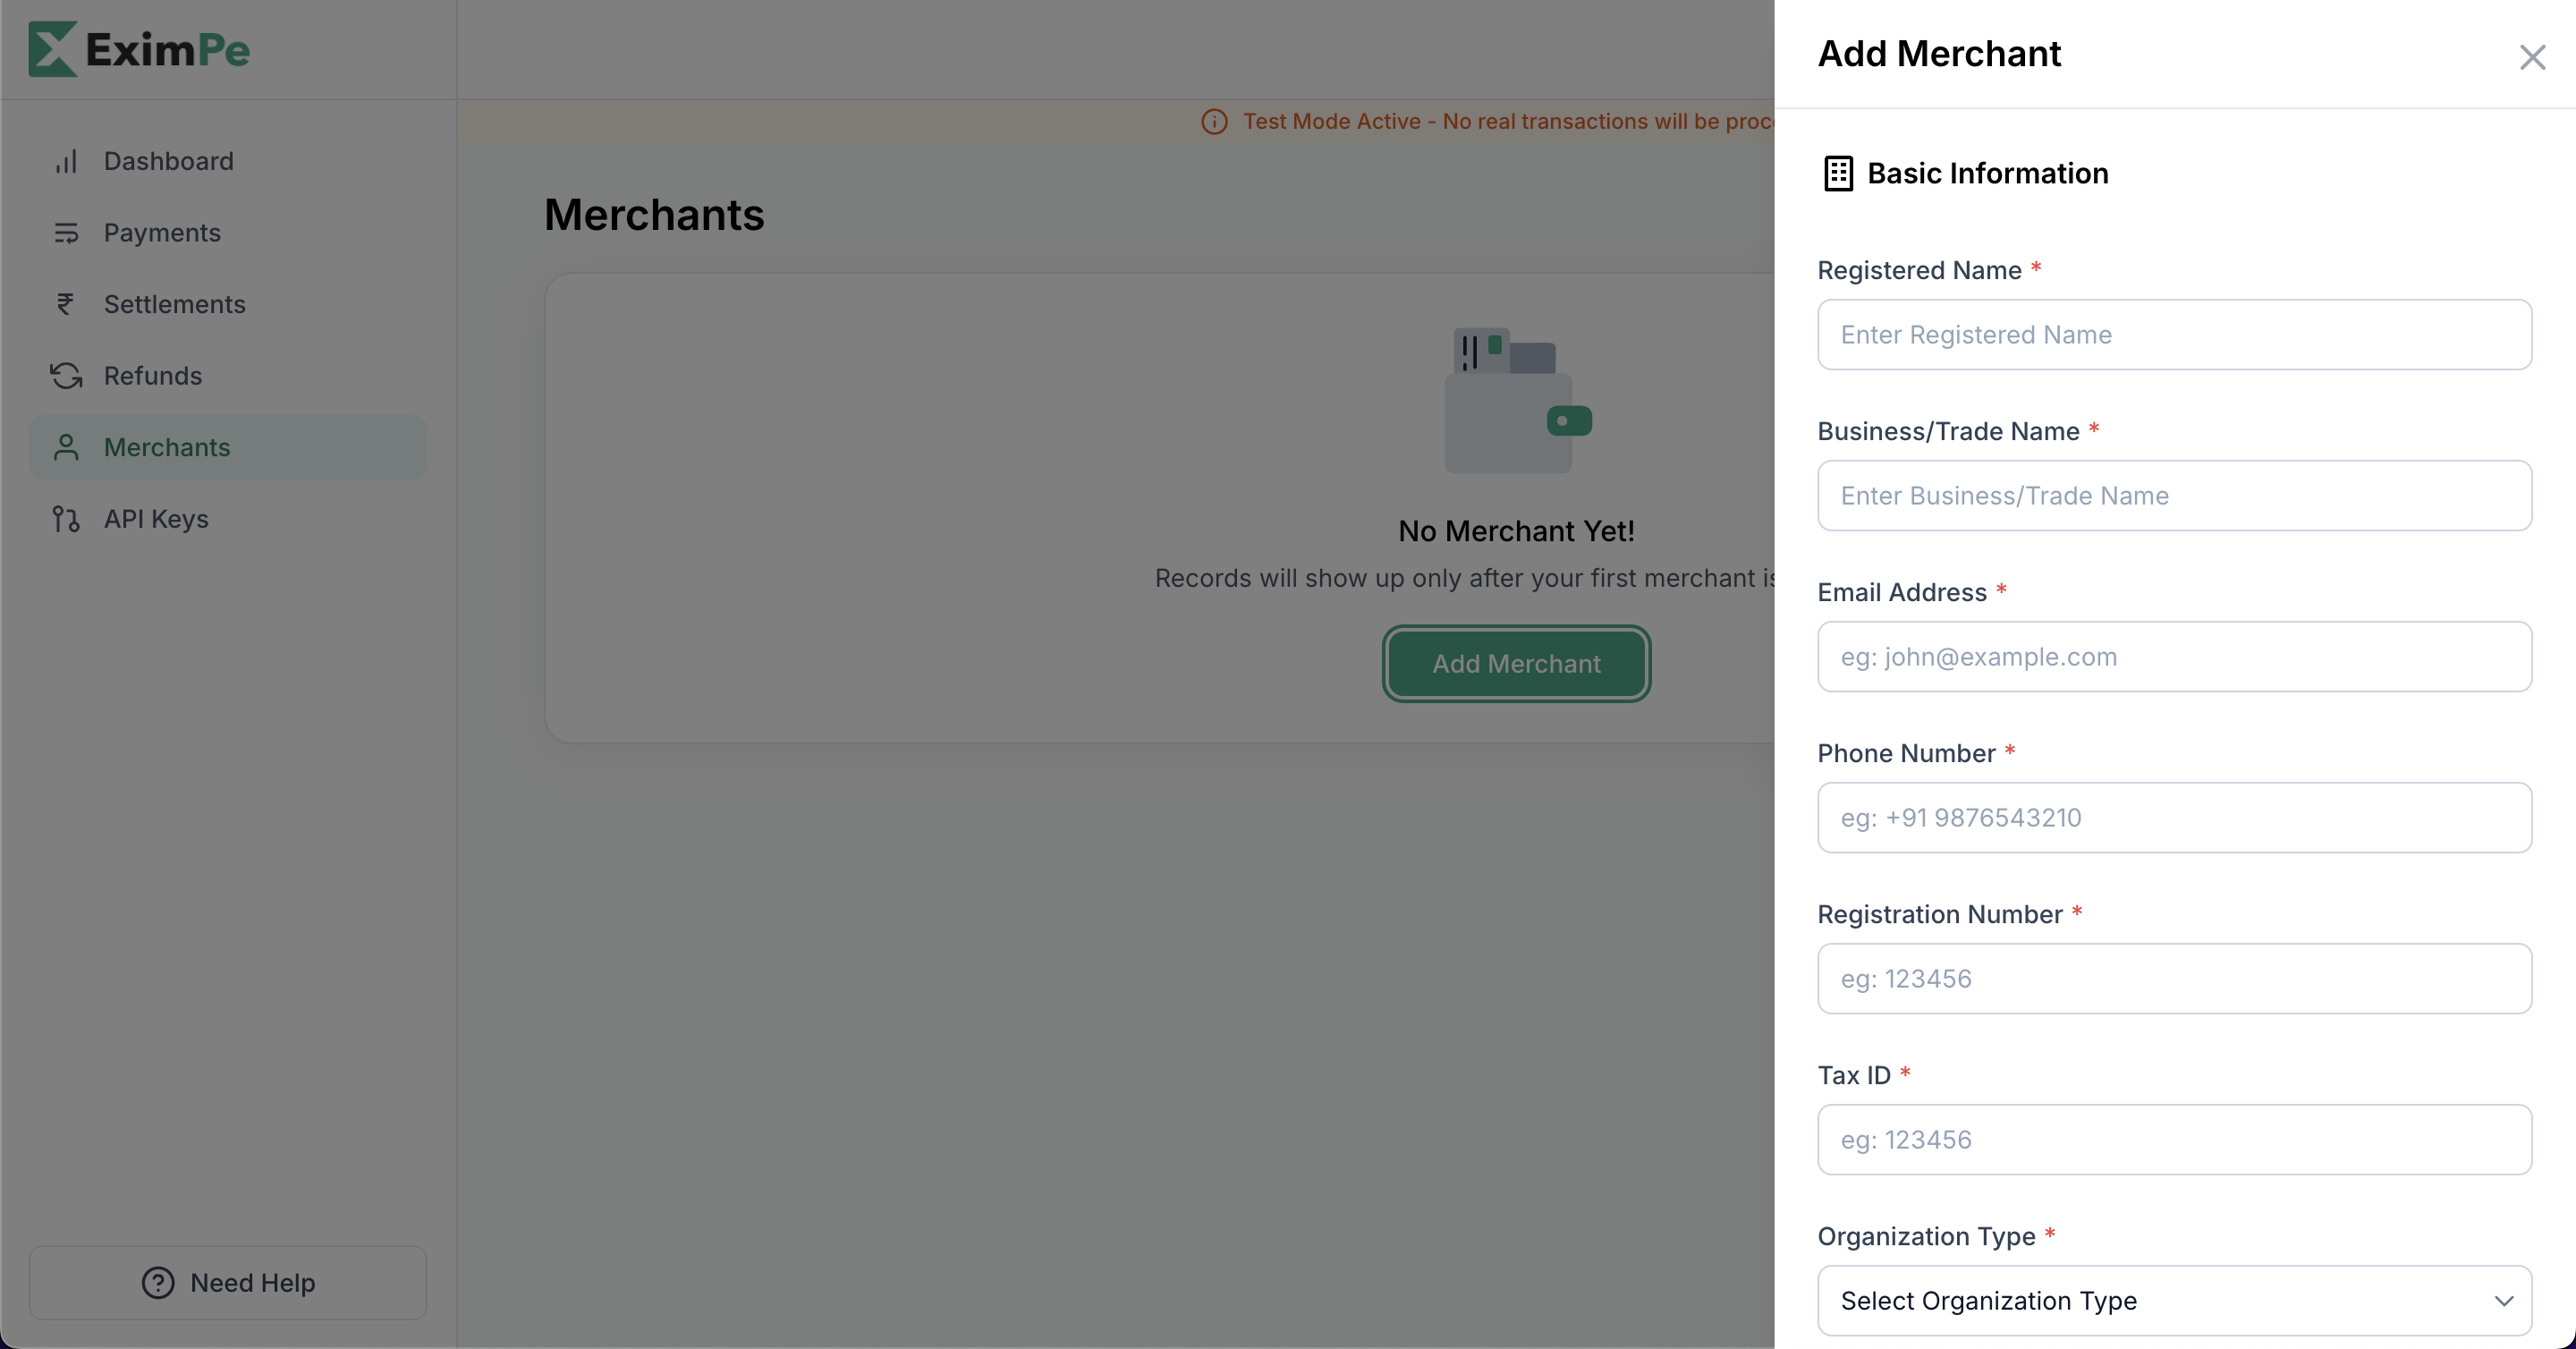 EximPe
Dashboard
Payments
Settlements
Refunds
Merchants
API Keys
Need Help
Test Mode Active - No real transactions will be
Merchants
No Merchant Yet!
Records will show up only after your first merchant
Add Merchant
Add Merchant
Basic Information
Registered Name *
Enter Registered Name
Business/Trade Name *
Enter Business/Trade Name
Email Address *
eg: john@example.com
Phone Number *
eg: +91 9876543210
Registration Number *
eg: 123456
Tax ID *
eg: 123456
Organization Type *
Select Organization Type